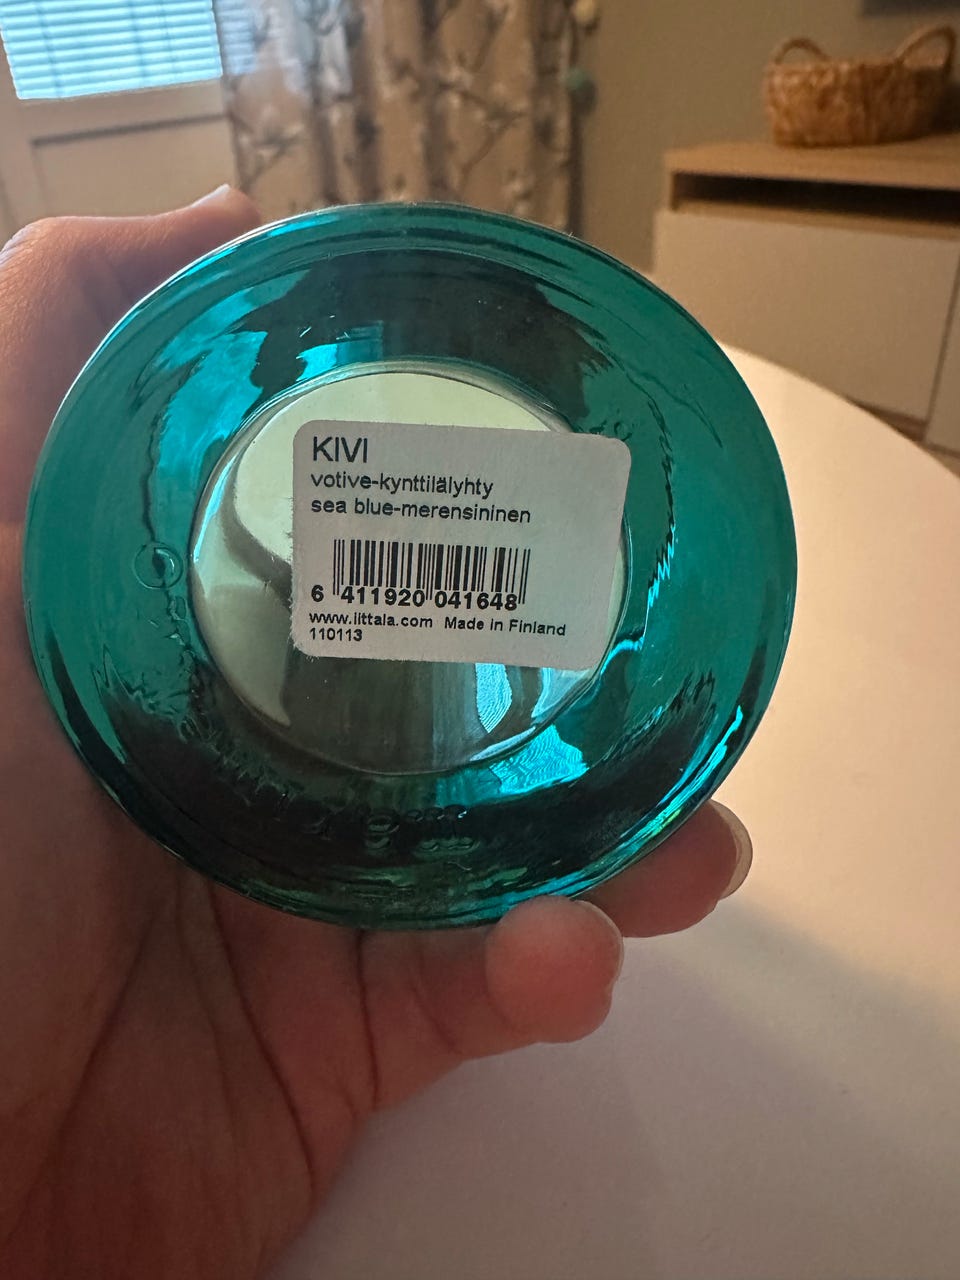 KIVI
votive-kynttilälyhty
sea blue-merensininen
6 411920 041648
www.iittala.com Made in Finland
110113